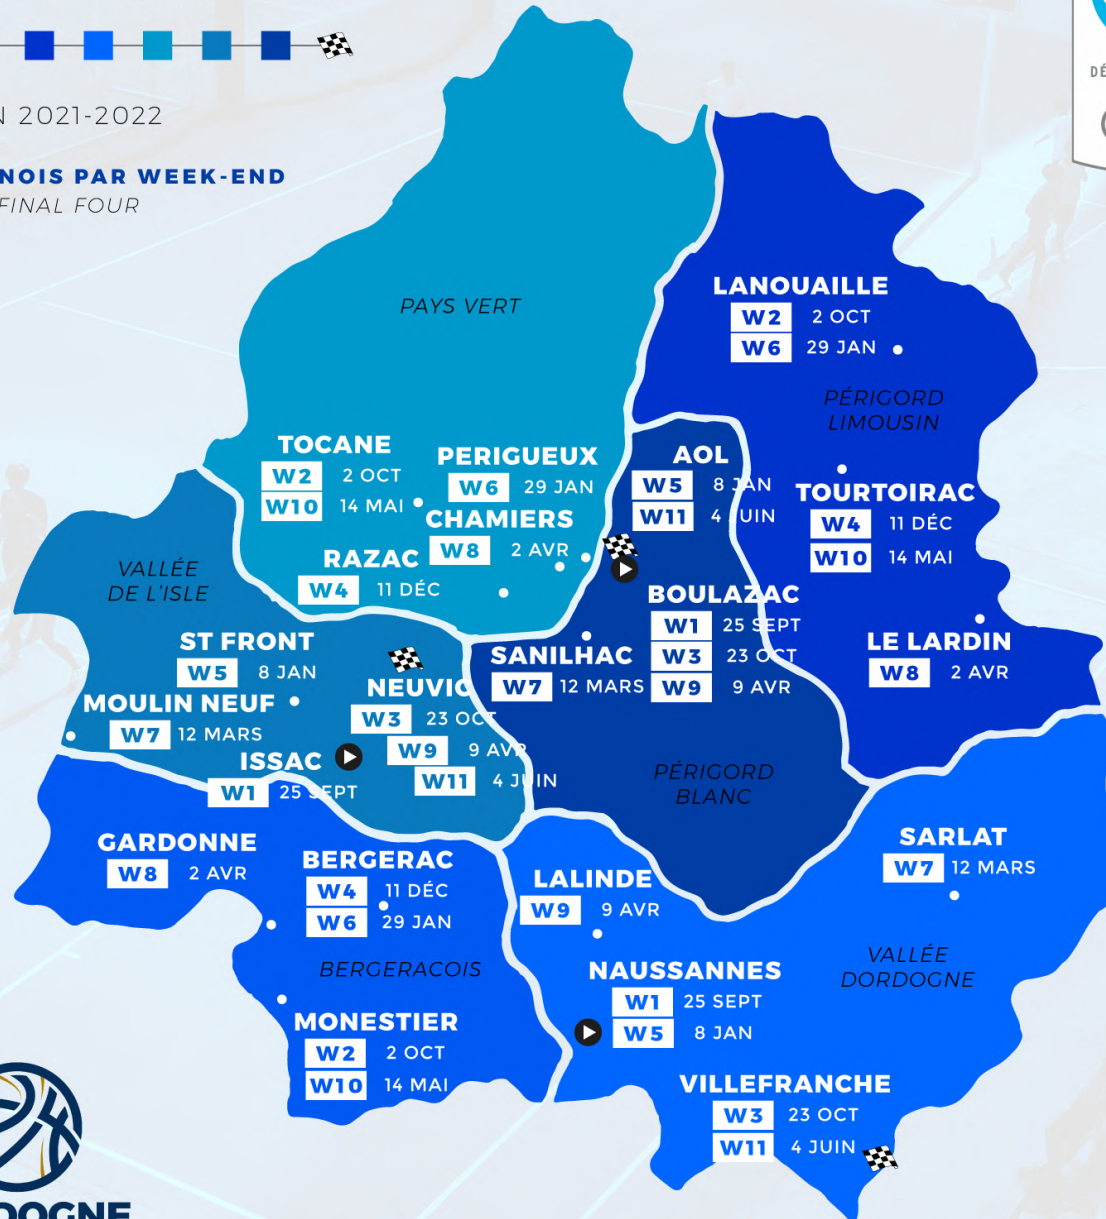 N 2021-2022
NOIS PAR WEEK-END
FINAL FOUR
DÉ
PAYS VERT
LANOUAILLE
W2 2 OCT
W6 29 JAN
PÉRIGORD
LIMOUSIN
TOCANE
W2 2 OCT
W10 14 MAI
PERIGUEUX
W6 29 JAN
CHAMIERS
W8 2 AVR
RAZAC
W4 11 DÉC
AOL
W5 8 JAN
W11 4 JUIN
TOURTOIRAC
W4 11 DÉC
W10 14 MAI
VALLÉE
DE L'ISLE
BOULAZAC
W1 25 SEPT
W3 23 OCT
W9 9 AVR
ST FRONT
W5 8 JAN
SANILHAC
W7 12 MARS
LE LARDIN
W8 2 AVR
MOULIN NEUF
W7 12 MARS
NEUVIC
W3 23 OCT
W9 9 AVR
W11 4 JUIN
ISSAC
W1 25 SEPT
PÉRIGORD
BLANC
GARDONNE
W8 2 AVR
BERGERAC
W4 11 DÉC
W6 29 JAN
LALINDE
W9 9 AVR
SARLAT
W7 12 MARS
BERGERACOIS
VALLÉE
DORDOGNE
NAUSSANNES
W1 25 SEPT
W5 8 JAN
MONESTIER
W2 2 OCT
W10 14 MAI
VILLEFRANCHE
W3 23 OCT
W11 4 JUIN
DOGNE